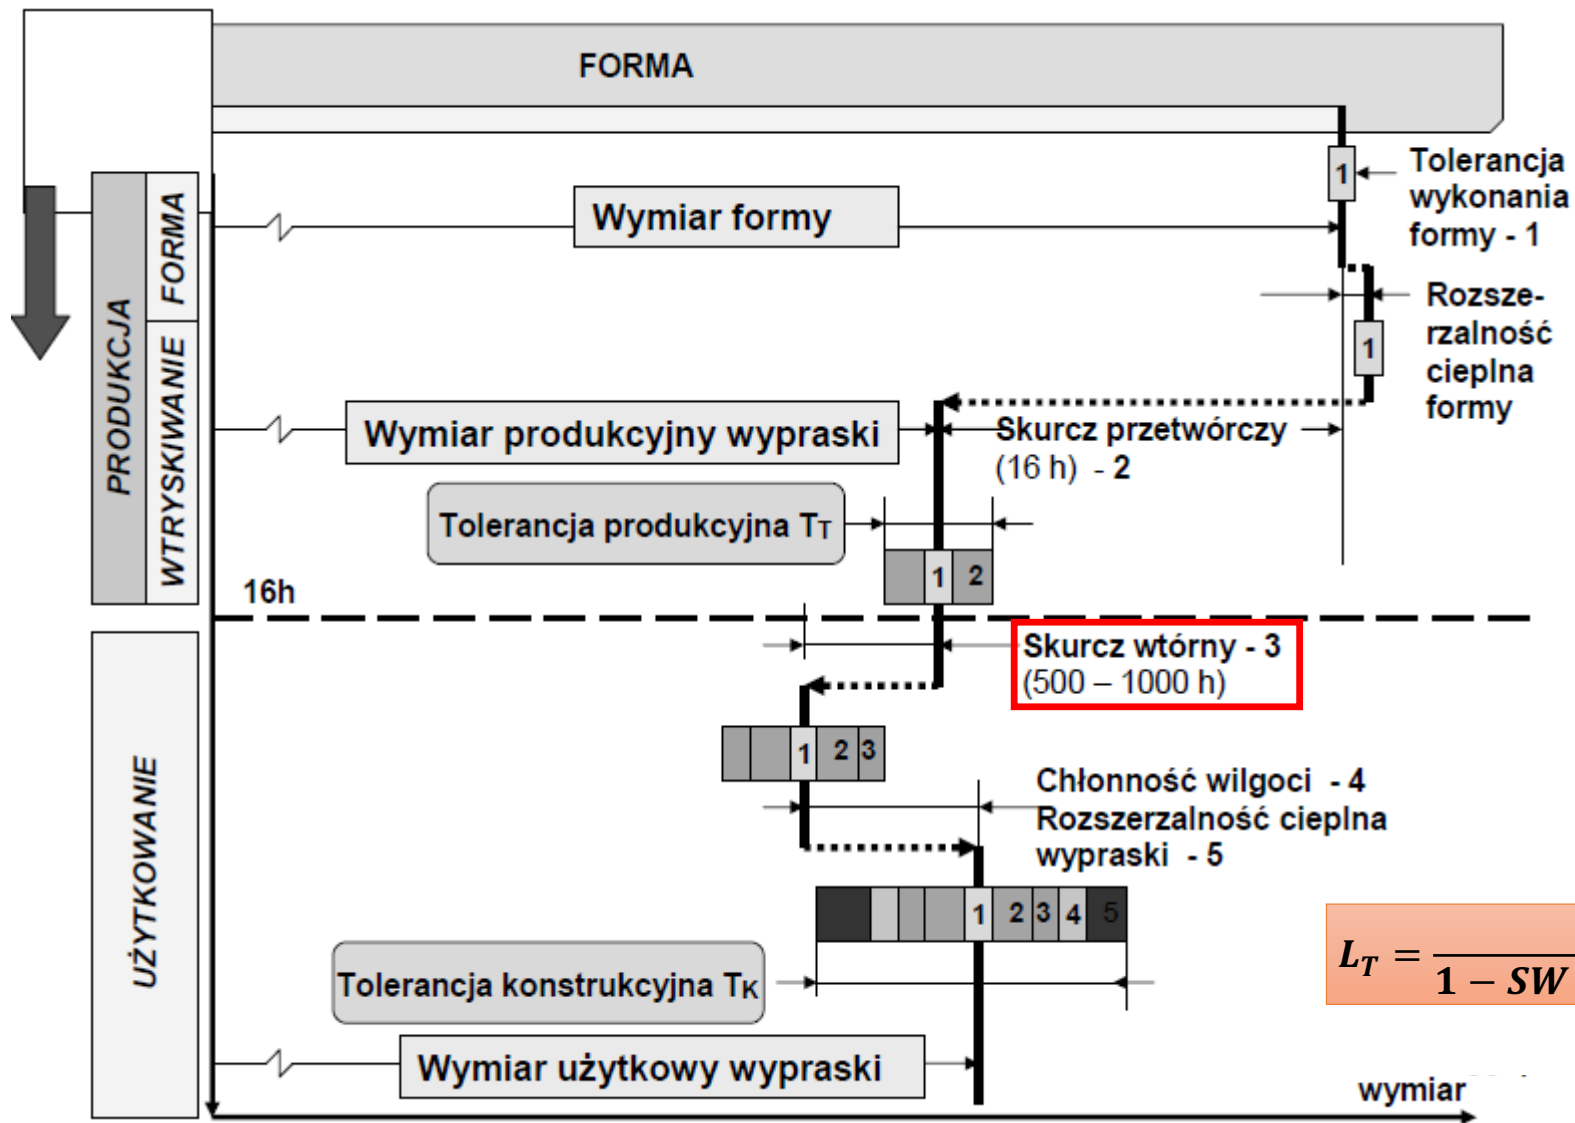 FORMA
1
Tolerancja
wykonania
formy - 1
Wymiar formy
PRODUKCJA
FORMA
WTRYSKIWANIE
Rozsze-
rzalność
cieplna
formy
1
Wymiar produkcyjny wypraski
Skurcz przetwórczy
(16 h) - 2
Tolerancja produkcyjna TT
1 2
16h
Skurcz wtórny - 3
(500 – 1000 h)
1 2 3
UŻYTKOWANIE
Chłonność wilgoci - 4
Rozszerzalność cieplna
wypraski - 5
1 2 3 4 5
L_T = / 1 − SW
Tolerancja konstrukcyjna TK
Wymiar użytkowy wypraski
wymiar